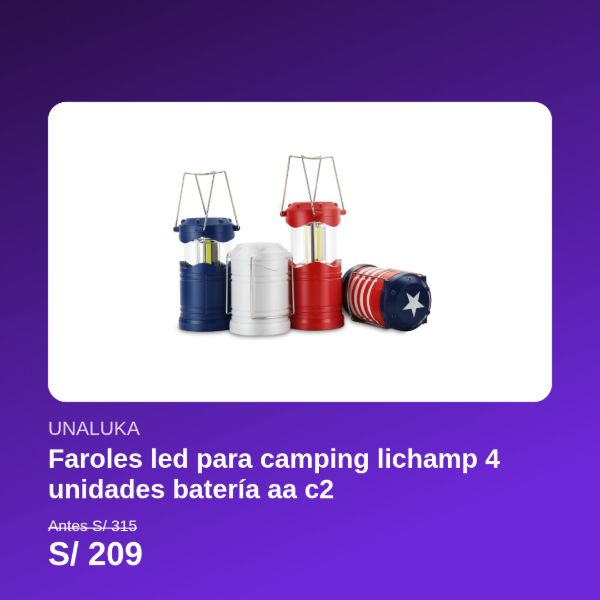 UNALUKA
Faroles led para camping lichamp 4
unidades batería aa c2
Antes S/ 315
S/ 209